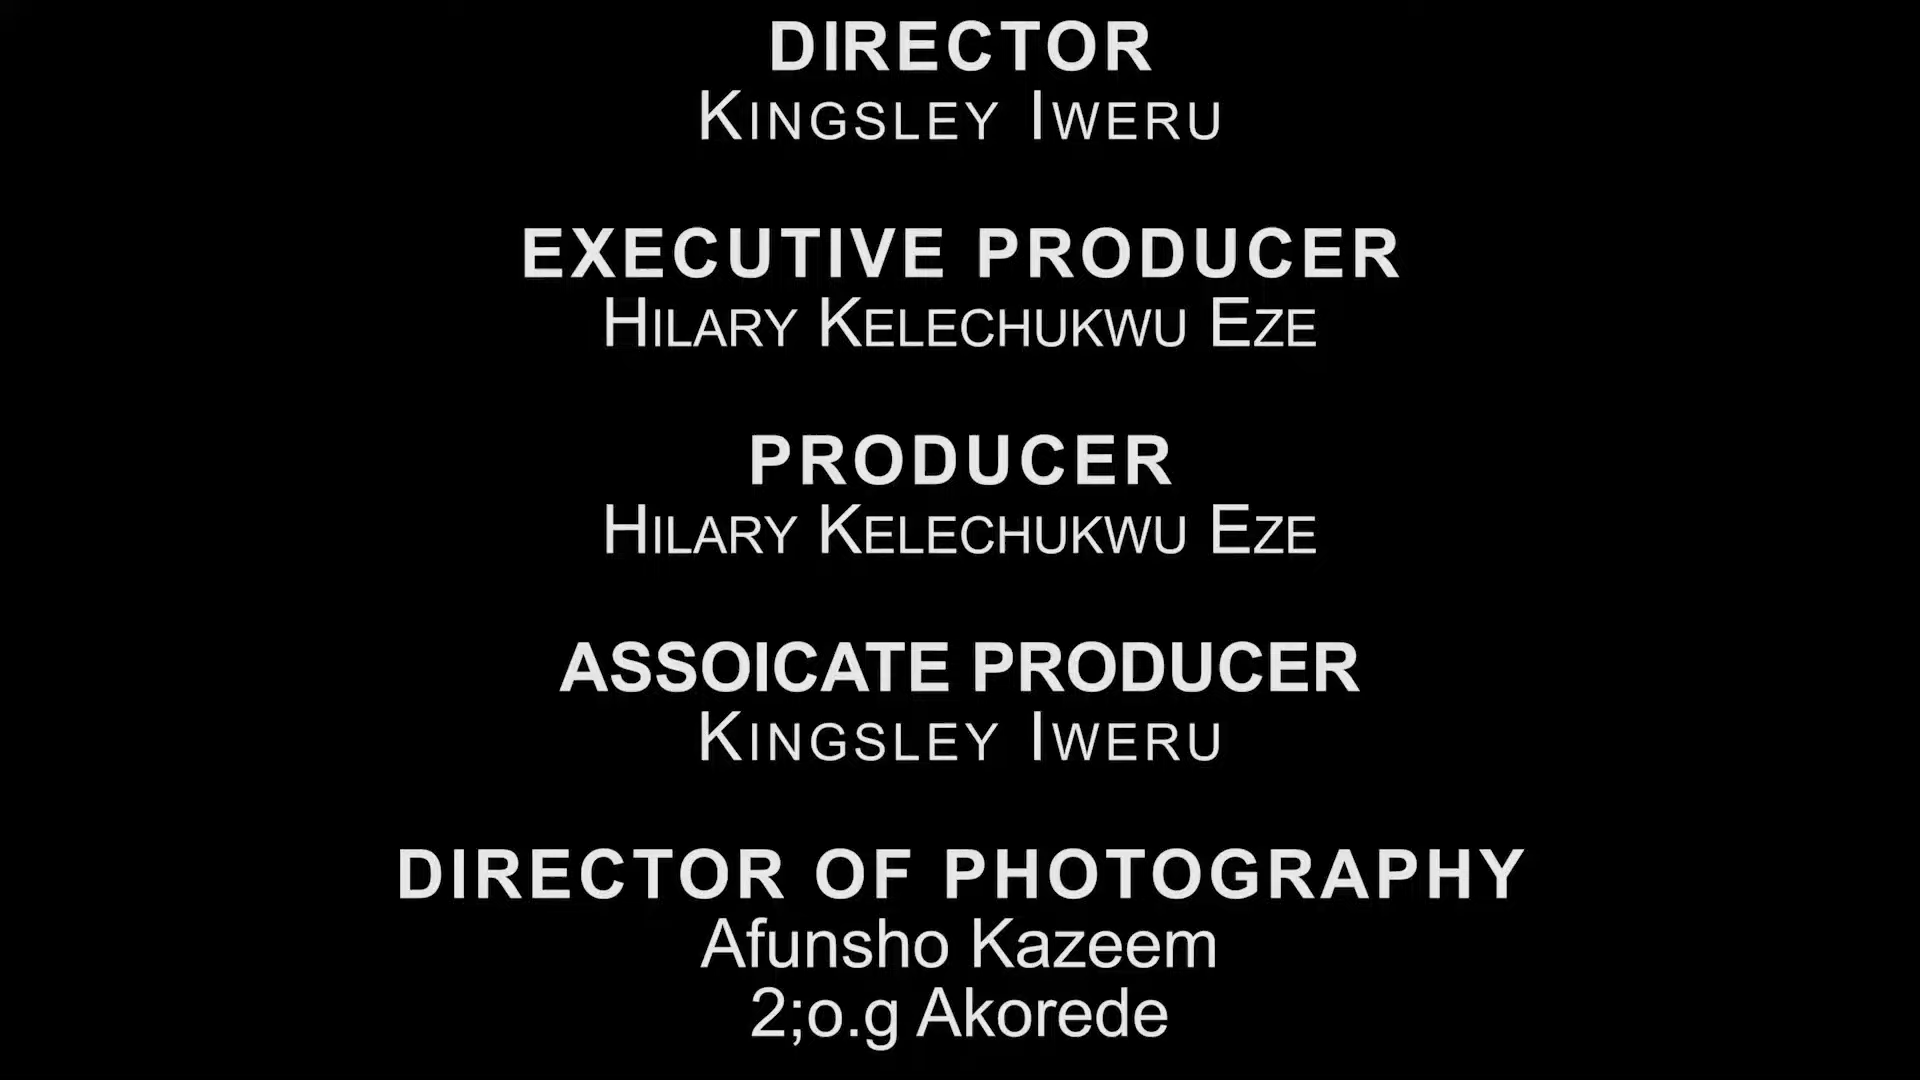 DIRECTOR
KINGSLEY IWERU
EXECUTIVE PRODUCER
HILARY KELECHUKWU EZE
PRODUCER
HILARY KELECHUKWU EZE
ASSOICATE PRODUCER
KINGSLEY IWERU
DIRECTOR OF PHOTOGRAPHY
Afunsho Kazeem
2;o.g Akorede